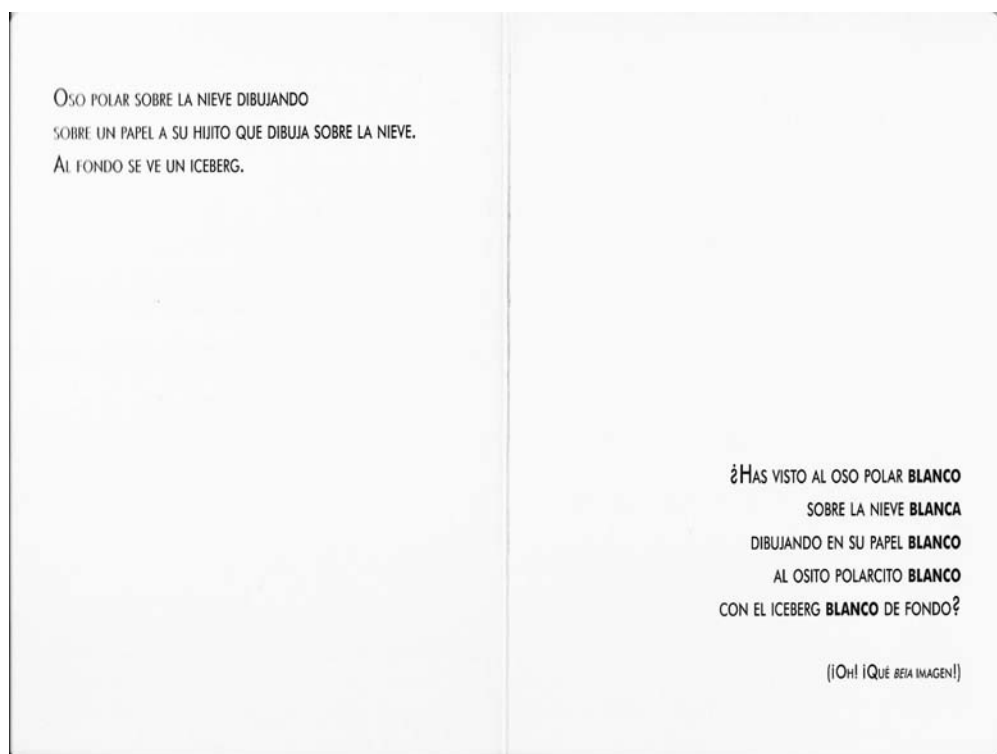 Oso polar sobre la nieve dibujando
sobre un papel a su hijito que dibuja sobre la nieve.
Al fondo se ve un iceberg.
¿Has visto al oso polar blanco
sobre la nieve blanca
dibujando en su papel blanco
al osito polarcito blanco
con el iceberg blanco de fondo?
(¡Oh! ¡Qué beia imagen!)